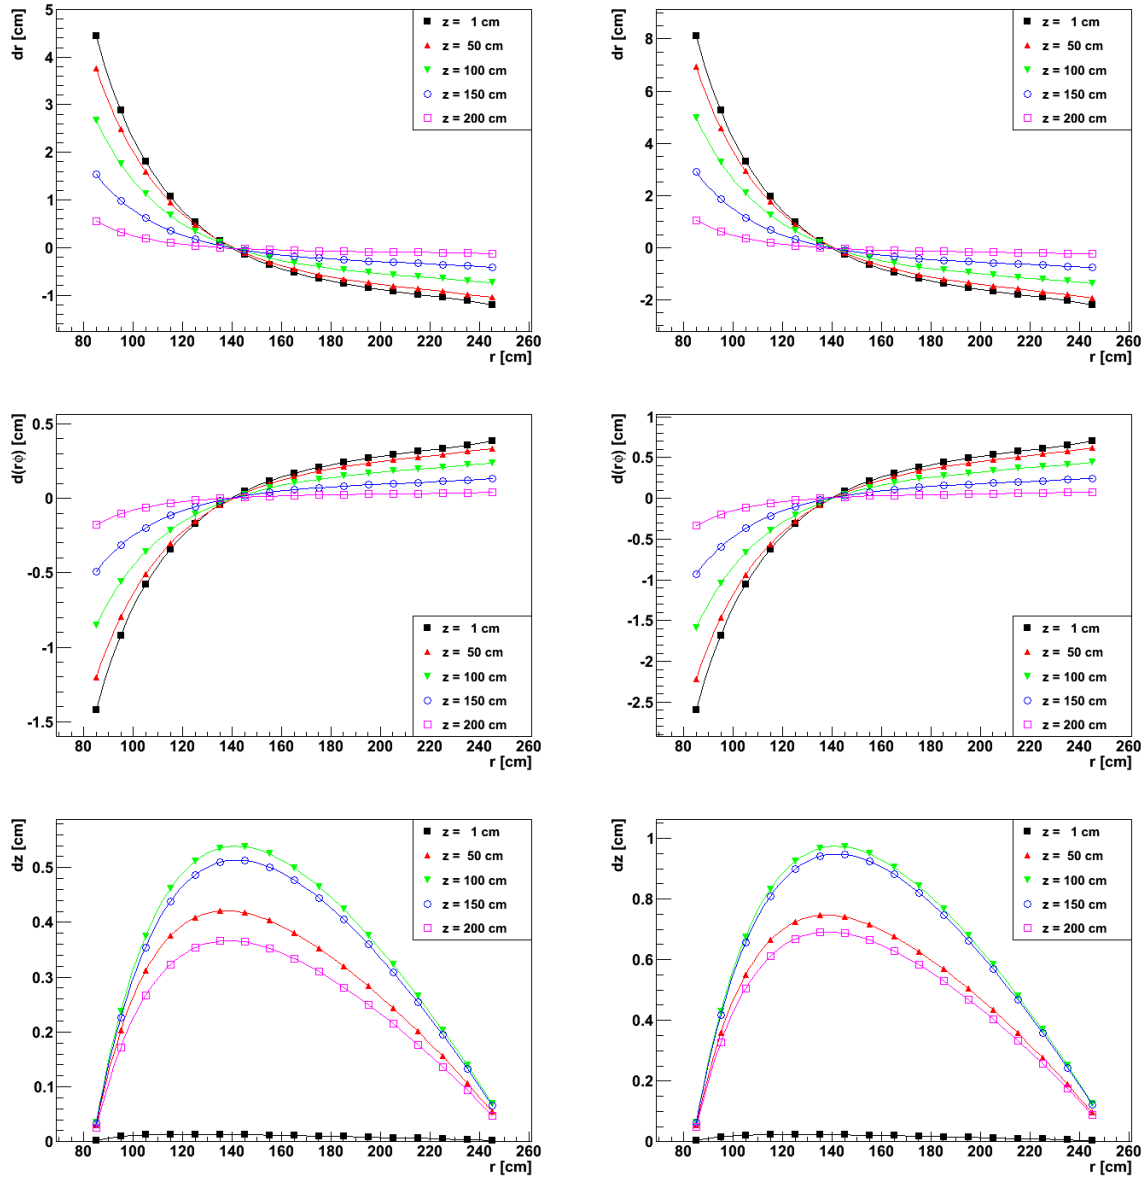 dr [cm]
5
4
3
2
1
0
-1
80 100 120 140 160 180 200 220 240 260
r [cm]
z = 1 cm
z = 50 cm
z = 100 cm
z = 150 cm
z = 200 cm
dr [cm]
8
6
4
2
0
-2
80 100 120 140 160 180 200 220 240 260
r [cm]
z = 1 cm
z = 50 cm
z = 100 cm
z = 150 cm
z = 200 cm
d(rϕ) [cm]
0.5
0
-0.5
-1
-1.5
80 100 120 140 160 180 200 220 240 260
r [cm]
z = 1 cm
z = 50 cm
z = 100 cm
z = 150 cm
z = 200 cm
d(rϕ) [cm]
1
0.5
0
-0.5
-1
-1.5
-2
-2.5
80 100 120 140 160 180 200 220 240 260
r [cm]
z = 1 cm
z = 50 cm
z = 100 cm
z = 150 cm
z = 200 cm
dz [cm]
0.5
0.4
0.3
0.2
0.1
0
80 100 120 140 160 180 200 220 240 260
r [cm]
z = 1 cm
z = 50 cm
z = 100 cm
z = 150 cm
z = 200 cm
dz [cm]
1
0.8
0.6
0.4
0.2
0
80 100 120 140 160 180 200 220 240 260
r [cm]
z = 1 cm
z = 50 cm
z = 100 cm
z = 150 cm
z = 200 cm